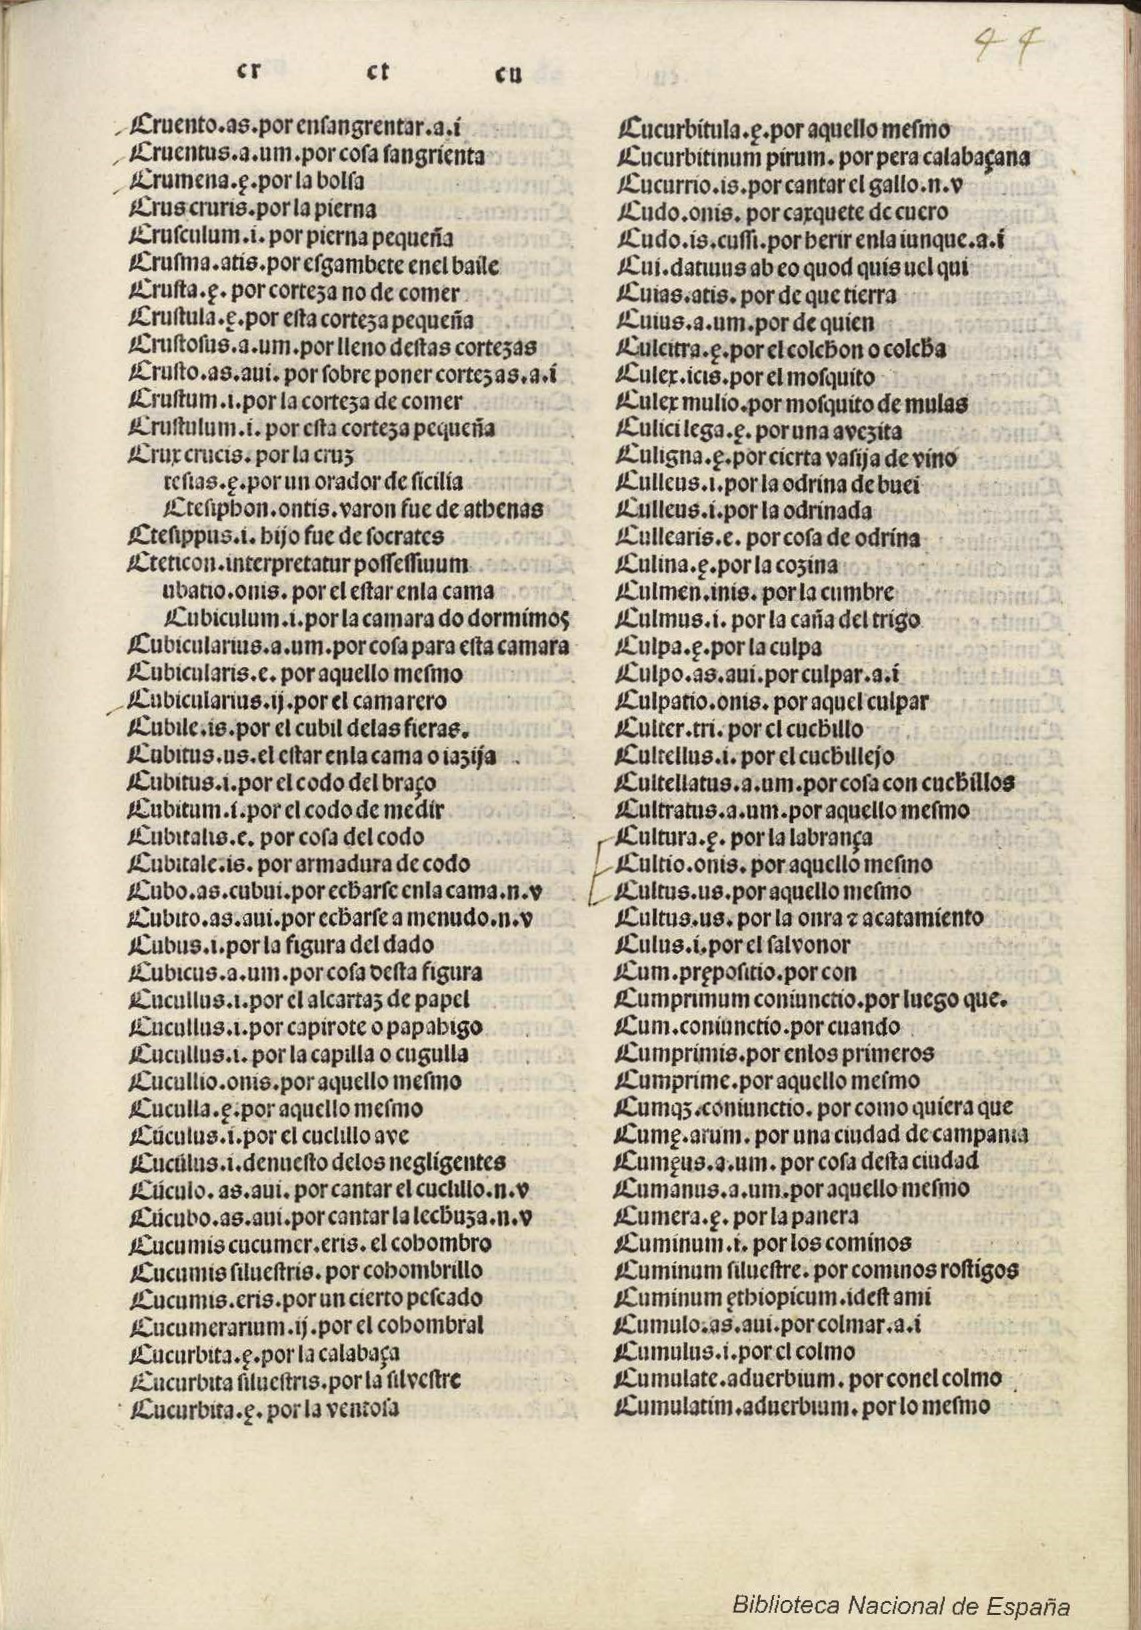 44
cr ct cu
Cruento.as.por ensangrentar.a.i
Cruentus.a.um.por cosa sangrienta
Crumena.ę.por la bolsa
Crus cruris.por la pierna
Crusculum.i.por pierna pequeña
Crusma.atis.por esgambete enel baile
Crusta.ę. por corteza no de comer
Crustula.ę.por esta corteza pequeña
Crustosus.a.um.por lleno destas cortezas
Crusto.as.aui.por sobre poner cortezas.a.i
Crustum.i.por la corteza de comer
Crustulum.i.por esta corteza pequeña
Crux crucis.por la cruz
tesias.ę.por un orador de sicilia
Ctesiphon.ontis.varon fue de athenas
Ctesippus.i.hijo fue de socrates
Cteticon.interpretatur possessiuum
ubatio.onis.por el estar enla cama
Cubiculum.i.por la camara do dormimos
Cubicularius.a.um.por cosa para esta camara
Cubicularis.e. por aquello mesmo
Cubicularius.ij.por el camarero
Cubile.is.por el cubil delas fieras.
Cubitus.us.el estar enla cama o iazija
Cubitus.i.por el codo del braço
Cubitum.i.por el codo de medir
Cubitalis.e. por cosa del codo
Cubitale.is. por armadura de codo
Cubo.as.cubui.por echarse enla cama.n.v
Cubito.as.aui.por echarse a menudo.n.v
Cubus.i.por la figura del dado
Cubicus.a.um.por cosa desta figura
Cucullus.i.por el alcartaz de papel
Cucullus.i.por capirote o papahigo
Cucullus.i. por la capilla o cugulla
Cucullio.onis.por aquello mesmo
Cuculla.ę.por aquello mesmo
Cuculus.i.por el cuclillo ave
Cuculus.i.denuesto delos negligentes
Cuculo.as.aui.por cantar el cuclillo.n.v
Cucubo.as.aui.por cantar la lechuza.n.v
Cucumis cucumer.eris.el cohombro
Cucumis siluestris.por cohombrillo
Cucumis.eris.por un cierto pescado
Cucumerarium.ij.por el cohombral
Cucurbita.ę.por la calabaça
Cucurbita siluestris.por la silvestre
Cucurbita.ę. por la ventosa
Cucurbitula.ę.por aquello mesmo
Cucurbitinum pirum.por pera calabaçana
Cucurrio.is.por cantar el gallo.n.v
Cudo.onis. por caxquete de cuero
Cudo.is.cussi.por herir enla iunque.a.i
Cui.datiuus ab eo quod quis uel qui
Cuias.atis. por de que tierra
Cuius.a.um.por de quien
Culcitra.ę.por el colchon o colcha
Culex.icis.por el mosquito
Culex mulio.por mosquito de mulas
Culici lega.ę. por una avezita
Culigna.ę.por cierta vasija de vino
Culleus.i.por la odrina de buei
Culleus.i.por la odrinada
Cullearis.e. por cosa de odrina
Culina.ę.por la cozina
Culmen.inis. por la cumbre
Culmus.i. por la caña del trigo
Culpa.ę.por la culpa
Culpo.as.aui.por culpar.a.i
Culpatio.onis. por aquel culpar
Culter.tri. por el cuchillo
Cultellus.i. por el cuchillejo
Cultellatus.a.um.por cosa con cuchillos
Cultratus.a.um.por aquello mesmo
Cultura.ę. por la labrança
Cultio.onis. por aquello mesmo
Cultus.us.por aquello mesmo
Cultus.us. por la onra ⁊ acatamiento
Culus.i.por el salvonor
Cum.prępositio.por con
Cumprimum coniunctio.por luego que.
Cum.coniunctio.por cuando
Cumprimis.por enlos primeros
Cumprime.por aquello mesmo
Cumqꝫ.coniunctio. por como quiera que
Cumę.arum. por una ciudad de campania
Cumęus.a.um. por cosa desta ciudad
Cumanus.a.um.por aquello mesmo
Cumera.ę. por la panera
Cuminum.i. por los cominos
Cuminum siluestre. por cominos rostigos
Cuminum ęthiopicum.idest ami
Cumulo.as.aui.por colmar.a.i
Cumulus.i.por el colmo
Cumulate.aduerbium. por conel colmo
Cumulatim.aduerbium. por lo mesmo
Biblioteca Nacional de España